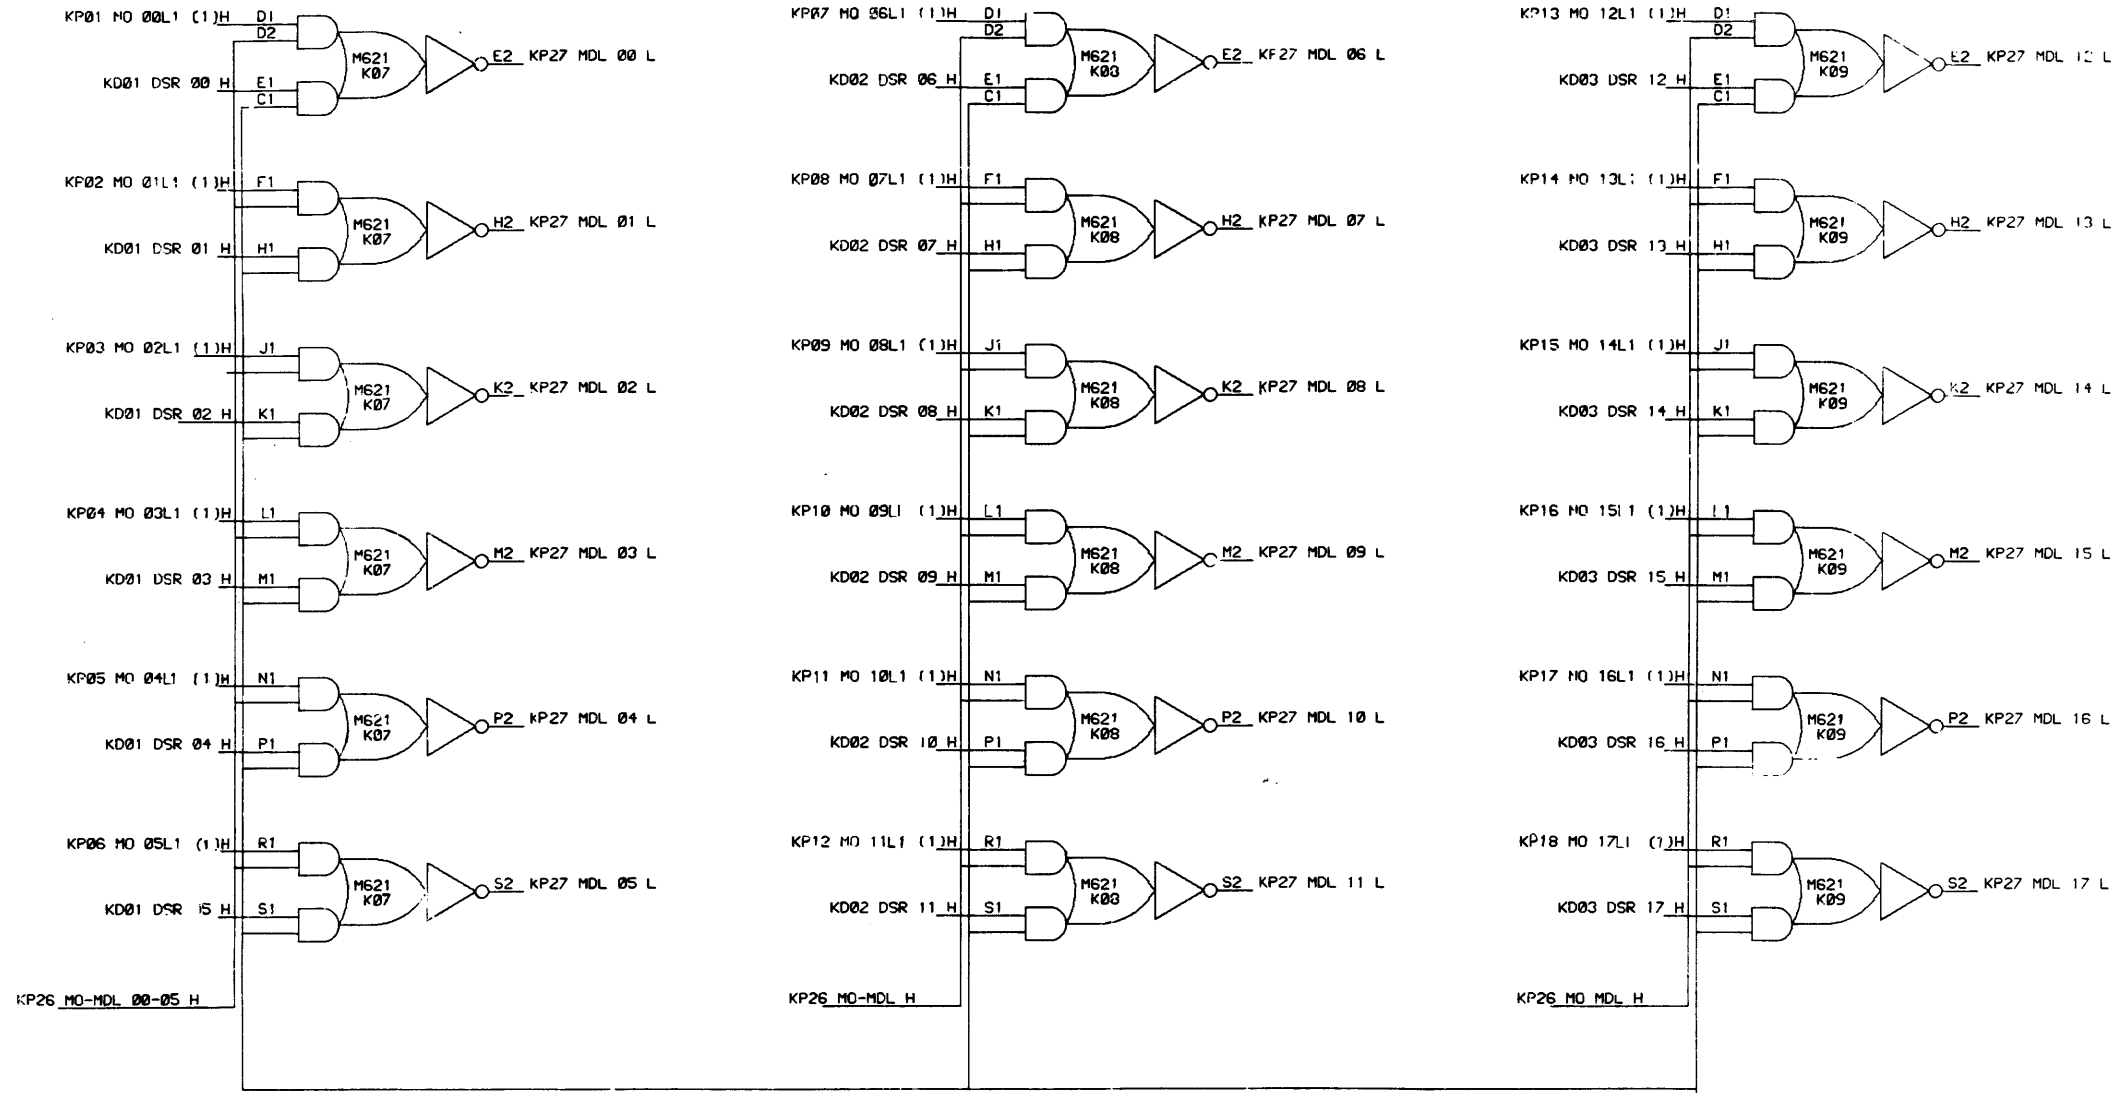 KP01 MO 00L1 (1)H D1
D2
M621
K07
E2 KP27 MDL 00 L
KD01 DSR 00 H E1
C1
KP02 MO 01L1 (1)H F1
M621
K07
H2 KP27 MDL 01 L
KD01 DSR 01 H H1
KP03 MO 02L1 (1)H J1
M621
K07
K2 KP27 MDL 02 L
KD01 DSR 02 H K1
KP04 MO 03L1 (1)H L1
M621
K07
M2 KP27 MDL 03 L
KD01 DSR 03 H M1
KP05 MO 04L1 (1)H N1
M621
K07
P2 KP27 MDL 04 L
KD01 DSR 04 H P1
KP06 MO 05L1 (1)H R1
M621
K07
S2 KP27 MDL 05 L
KD01 DSR H S1
KP26 MO-MDL 00-05 H
KP07 MO 06L1 (1)H D1
D2
M621
K08
E2 KP27 MDL 06 L
KD02 DSR 06 H E1
C1
KP08 MO 07L1 (1)H F1
M621
K08
H2 KP27 MDL 07 L
KD02 DSR 07 H H1
KP09 MO 08L1 (1)H J1
M621
K08
K2 KP27 MDL 08 L
KD02 DSR 08 H K1
KP10 MO 09L1 (1)H L1
M621
K08
M2 KP27 MDL 09 L
KD02 DSR 09 H M1
KP11 MO 10L1 (1)H N1
M621
K08
P2 KP27 MDL 10 L
KD02 DSR 10 H P1
KP12 MO 11L1 (1)H R1
M621
K08
S2 KP27 MDL 11 L
KD02 DSR 11 H S1
KP26 MO-MDL H
KP13 MO 12L1 (1)H D1
D2
M621
K09
E2 KP27 MDL 12 L
KD03 DSR 12 H E1
C1
KP14 MO 13L1 (1)H F1
M621
K09
H2 KP27 MDL 13 L
KD03 DSR 13 H H1
KP15 MO 14L1 (1)H J1
M621
K09
K2 KP27 MDL 14 L
KD03 DSR 14 H K1
KP16 MO 15L1 (1)H L1
M621
K09
M2 KP27 MDL 15 L
KD03 DSR 15 H M1
KP17 MO 16L1 (1)H N1
M621
K09
P2 KP27 MDL 16 L
KD03 DSR 16 H P1
KP18 MO 17L1 (1)H R1
M621
K09
S2 KP27 MDL 17 L
KD03 DSR 17 H S1
KP26 MO MDL H